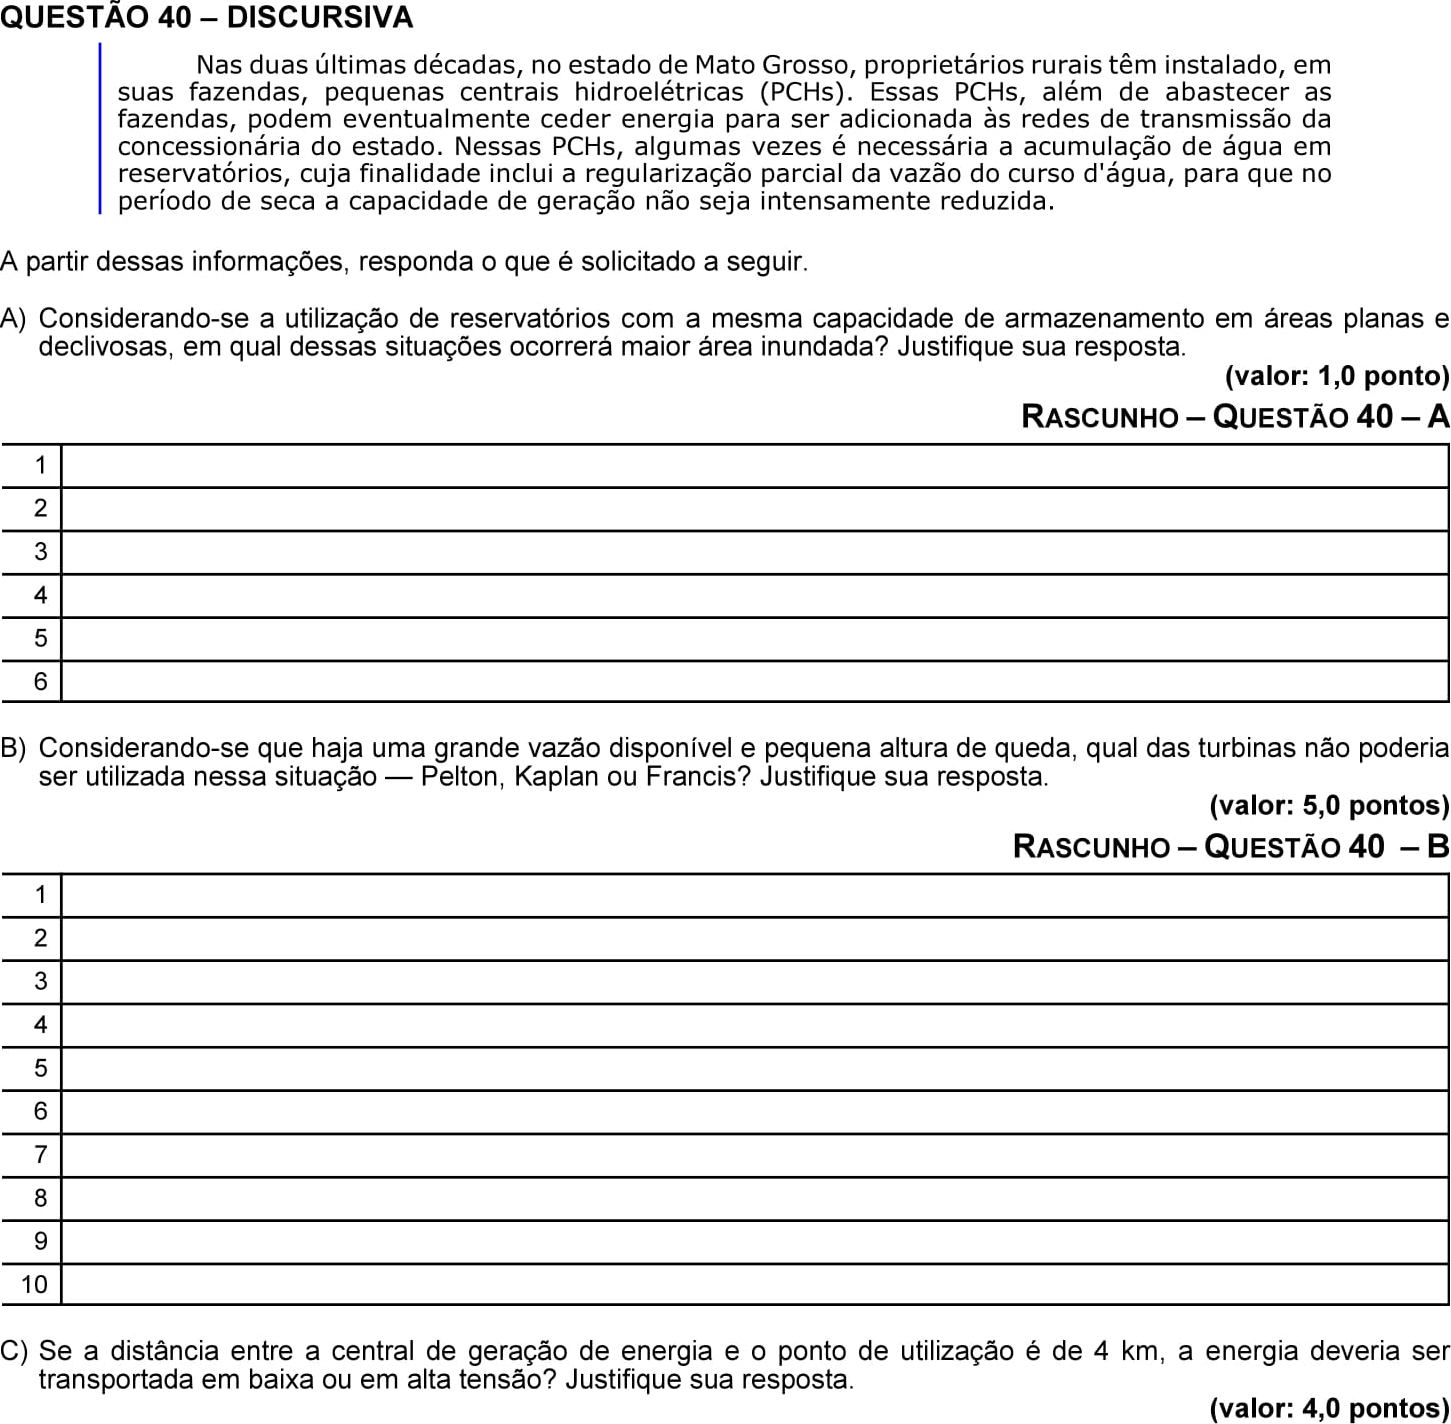 QUESTÃO 40 – DISCURSIVA
Nas duas últimas décadas, no estado de Mato Grosso, proprietários rurais têm instalado, em
suas fazendas, pequenas centrais hidroelétricas (PCHs). Essas PCHs, além de abastecer as
fazendas, podem eventualmente ceder energia para ser adicionada às redes de transmissão da
concessionária do estado. Nessas PCHs, algumas vezes é necessária a acumulação de água em
reservatórios, cuja finalidade inclui a regularização parcial da vazão do curso d'água, para que no
período de seca a capacidade de geração não seja intensamente reduzida.
A partir dessas informações, responda o que é solicitado a seguir.
A) Considerando-se a utilização de reservatórios com a mesma capacidade de armazenamento em áreas planas e
declivosas, em qual dessas situações ocorrerá maior área inundada? Justifique sua resposta.
(valor: 1,0 ponto)
RASCUNHO – QUESTÃO 40 – A
1
2
3
4
5
6
B) Considerando-se que haja uma grande vazão disponível e pequena altura de queda, qual das turbinas não poderia
ser utilizada nessa situação — Pelton, Kaplan ou Francis? Justifique sua resposta.
(valor: 5,0 pontos)
RASCUNHO – QUESTÃO 40 – B
1
2
3
4
5
6
7
8
9
10
C) Se a distância entre a central de geração de energia e o ponto de utilização é de 4 km, a energia deveria ser
transportada em baixa ou em alta tensão? Justifique sua resposta.
(valor: 4,0 pontos)